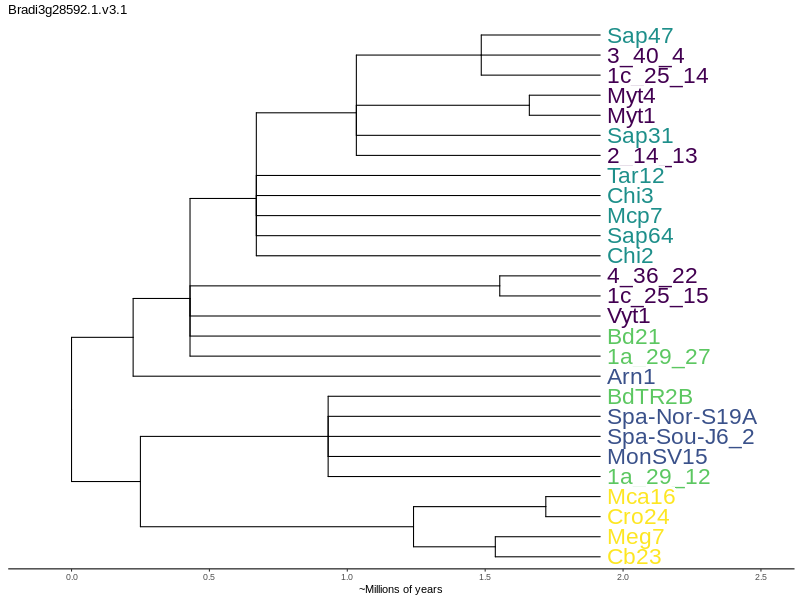 Bradi3g28592.1.v3.1
Sap47
3_40_4
1c_25_14
Myt4
Myt1
Sap31
2_14_13
Tar12
Chi3
Mcp7
Sap64
Chi2
4_36_22
1c_25_15
Vyt1
Bd21
1a_29_27
Arn1
BdTR2B
Spa-Nor-S19A
Spa-Sou-J6_2
MonSV15
1a_29_12
Mca16
Cro24
Meg7
Cb23
0.0 0.5 1.0 1.5 2.0 2.5
~Millions of years